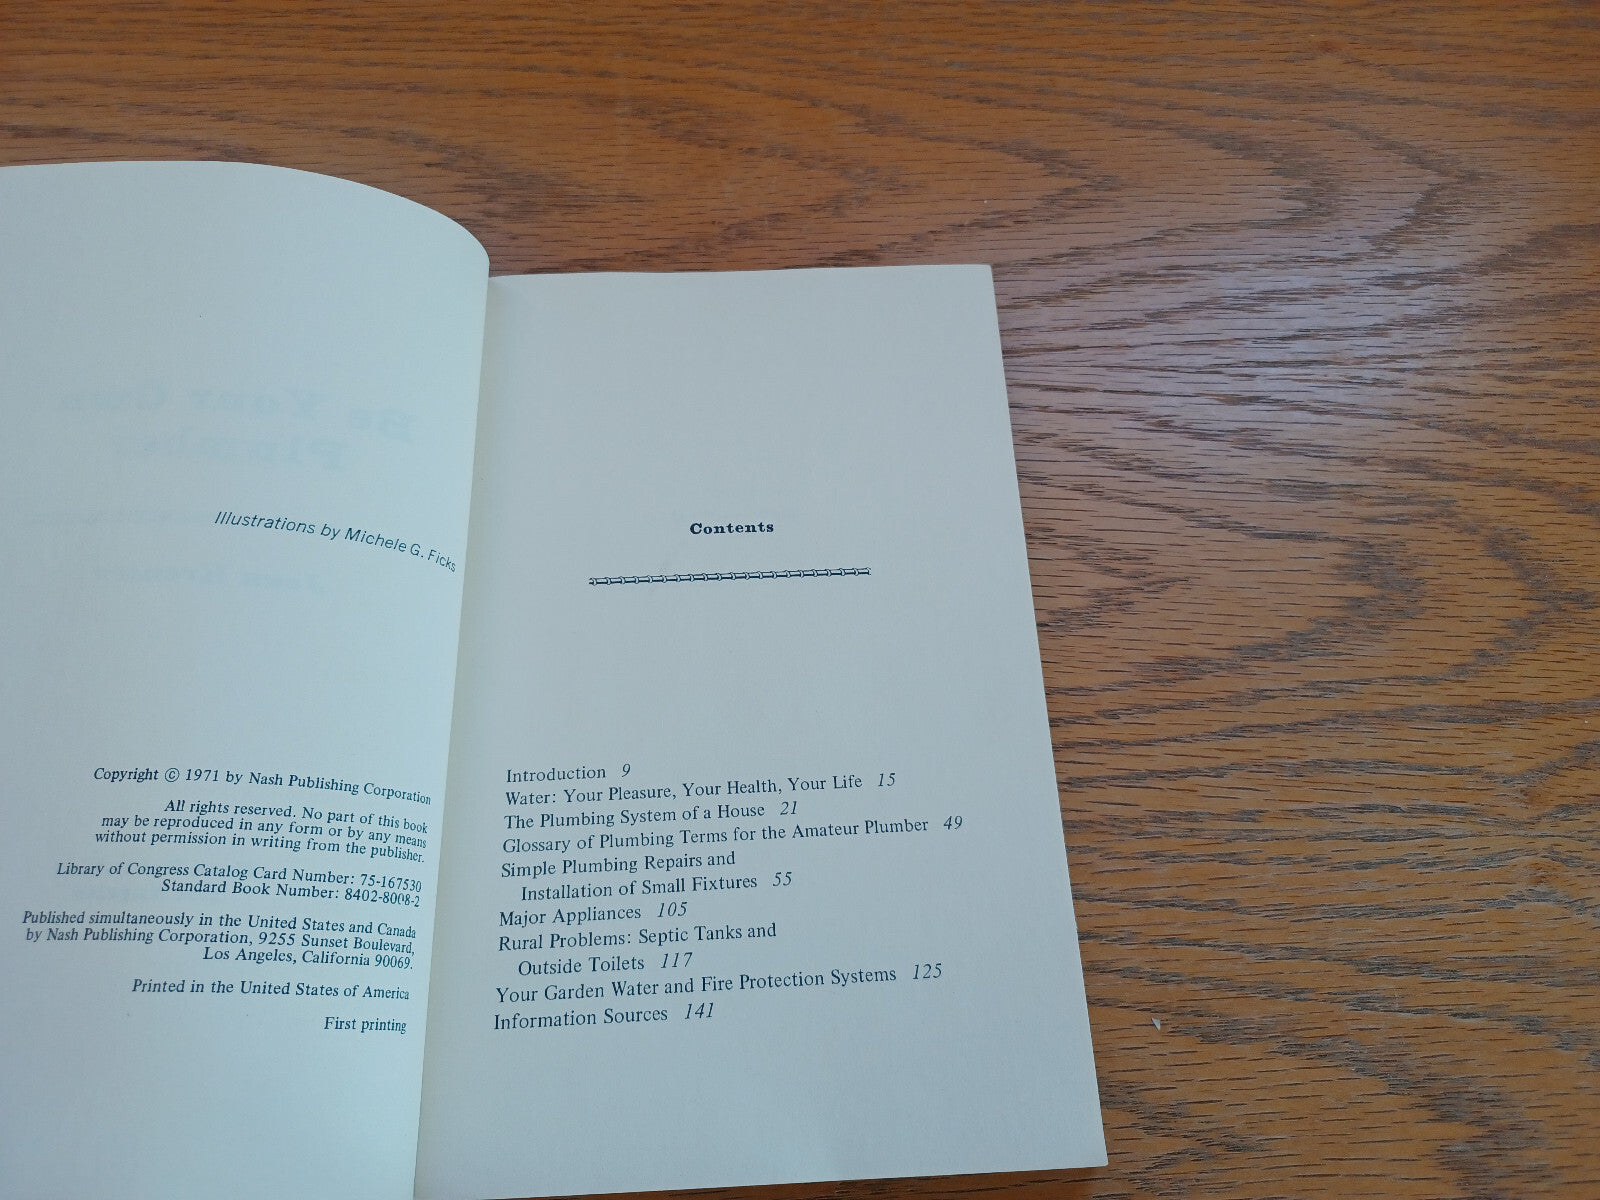 Illustrations by Michele G. Ficks
Copyright © 1971 by Nash Publishing Corporation
All rights reserved. No part of this book
may be reproduced in any form or by any means
without permission in writing from the publisher.
Library of Congress Catalog Card Number: 75-167530
Standard Book Number: 8402-8008-2
Published simultaneously in the United States and Canada
by Nash Publishing Corporation, 9255 Sunset Boulevard,
Los Angeles, California 90069.
Printed in the United States of America
First printing
Contents
Introduction 9
Water: Your Pleasure, Your Health, Your Life 15
The Plumbing System of a House 21
Glossary of Plumbing Terms for the Amateur Plumber 49
Simple Plumbing Repairs and
Installation of Small Fixtures 55
Major Appliances 105
Rural Problems: Septic Tanks and
Outside Toilets 117
Your Garden Water and Fire Protection Systems 125
Information Sources 141